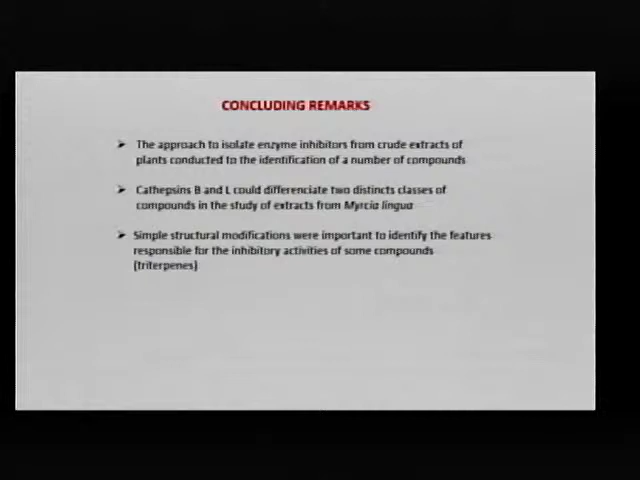 CONCLUDING REMARKS
➤ The approach to isolate enzyme inhibitors from crude extracts of
plants conducted to the identification of a number of compounds
➤ Cathepsins B and L could differenciate two distincts classes of
compounds in the study of extracts from Myrcia lingua
➤ Simple structural modifications were important to identify the features
responsible for the inhibitory activities of some compounds
(triterpenes)